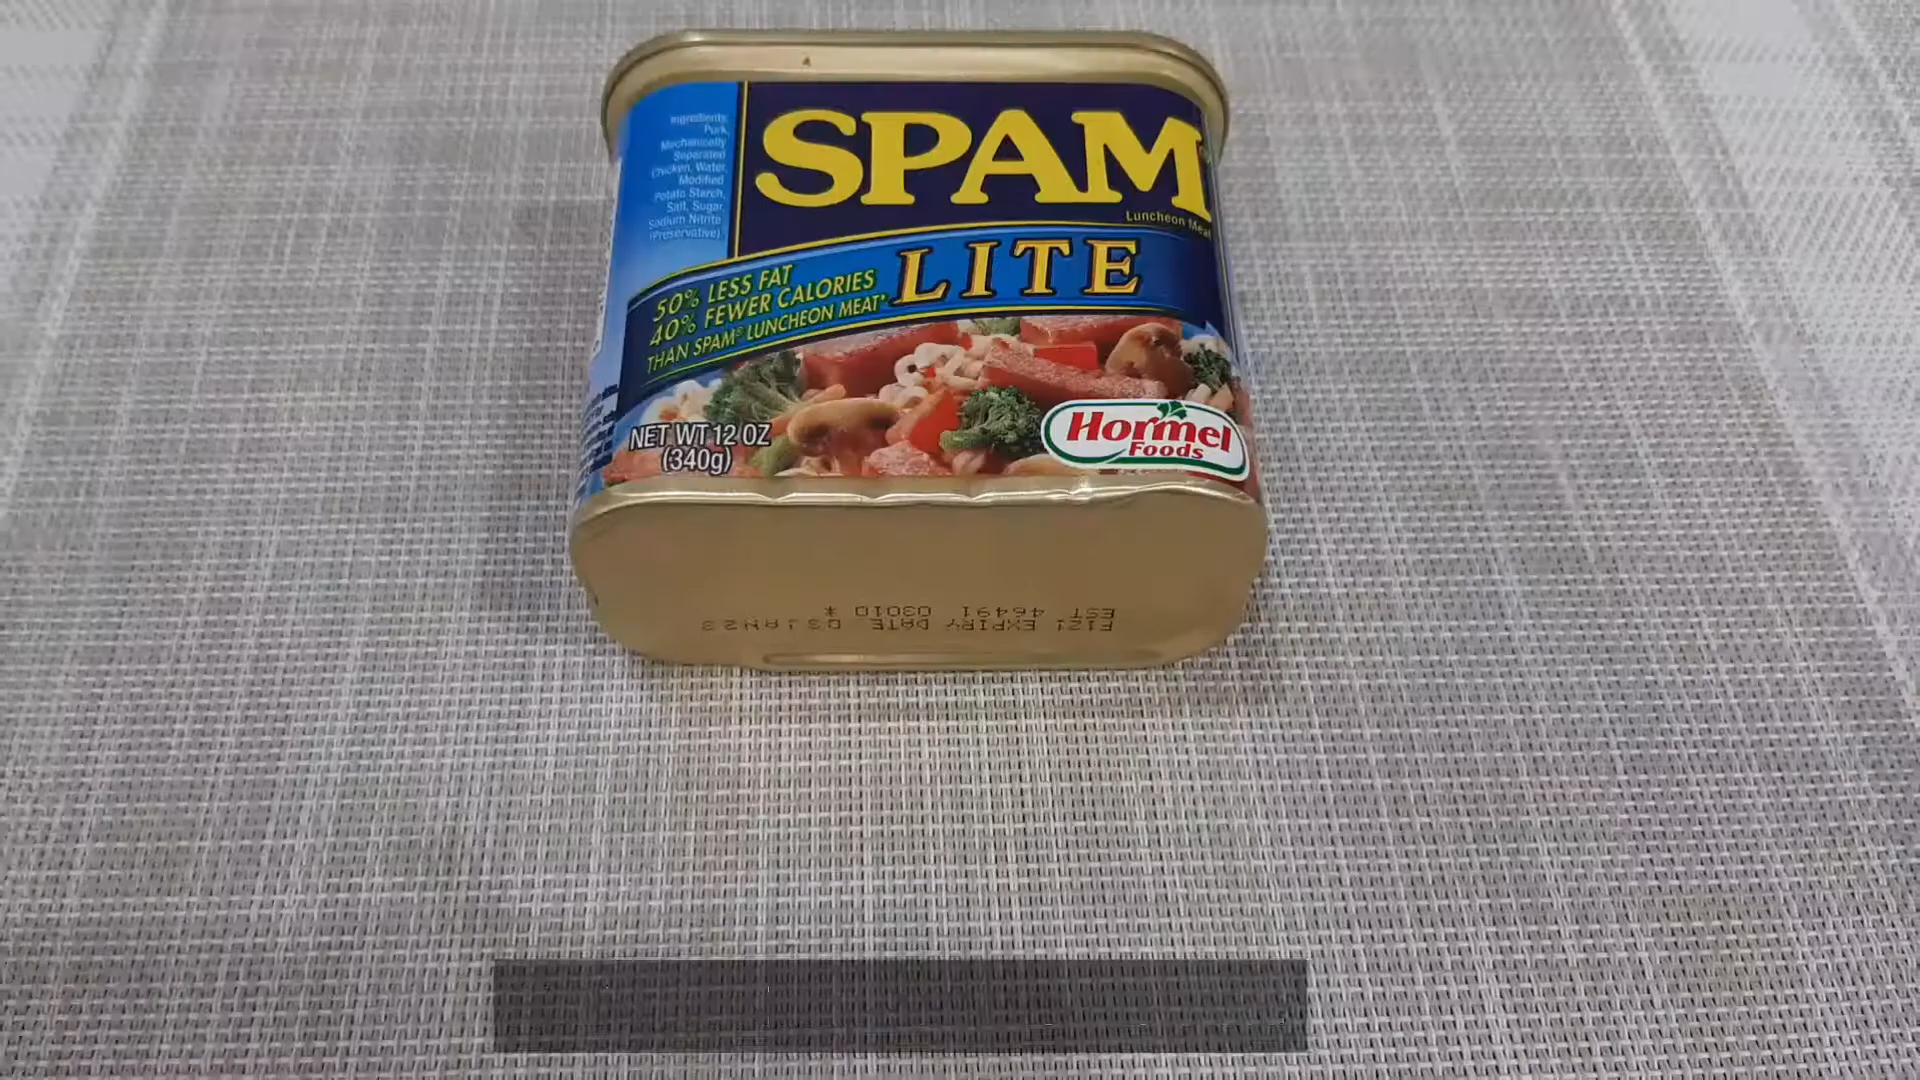 Ingredients:
Pork,
Mechanically
Separated
Chicken, Water,
Modified
Potato Starch,
Salt, Sugar,
Sodium Nitrite
(Preservative).
SPAM
Luncheon Meat
LITE
50% LESS FAT
40% FEWER CALORIES
THAN SPAM® LUNCHEON MEAT*
NET WT 12 OZ
(340g)
Hormel
Foods
EXPIRY DATE 03JAN23
EST 46491 03010 *